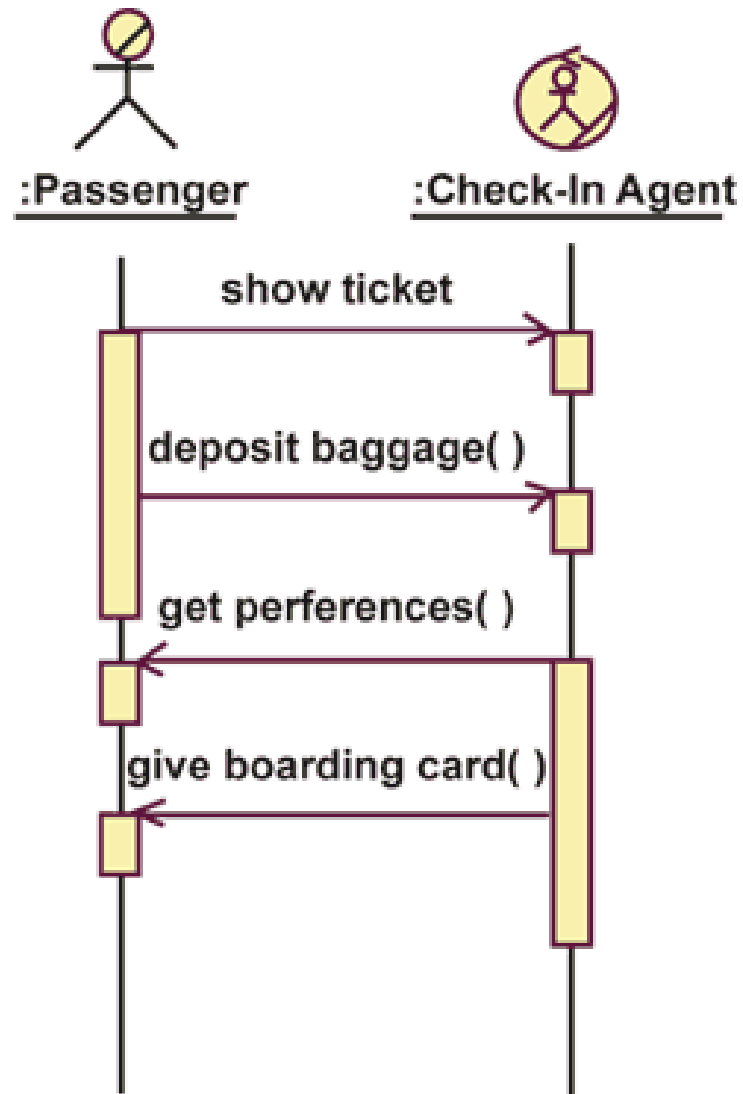 :Passenger
:Check-In Agent
show ticket
deposit baggage( )
get perferences( )
give boarding card( )